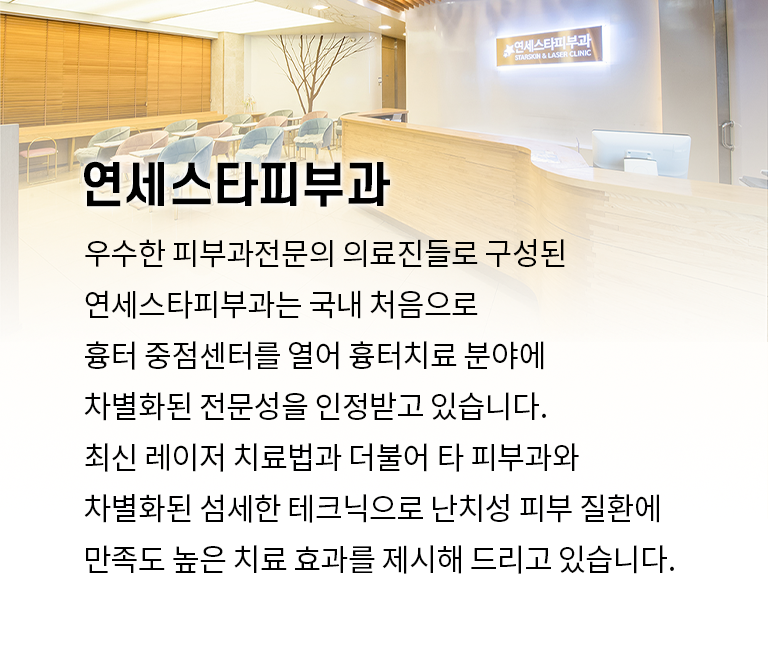 연세스타피부과
STARSKIN & LASER CLINIC
연세스타피부과
우수한 피부과전문의 의료진들로 구성된
연세스타피부과는 국내 처음으로
흉터 중점센터를 열어 흉터치료 분야에
차별화된 전문성을 인정받고 있습니다.
최신 레이저 치료법과 더불어 타 피부과와
차별화된 섬세한 테크닉으로 난치성 피부 질환에
만족도 높은 치료 효과를 제시해 드리고 있습니다.